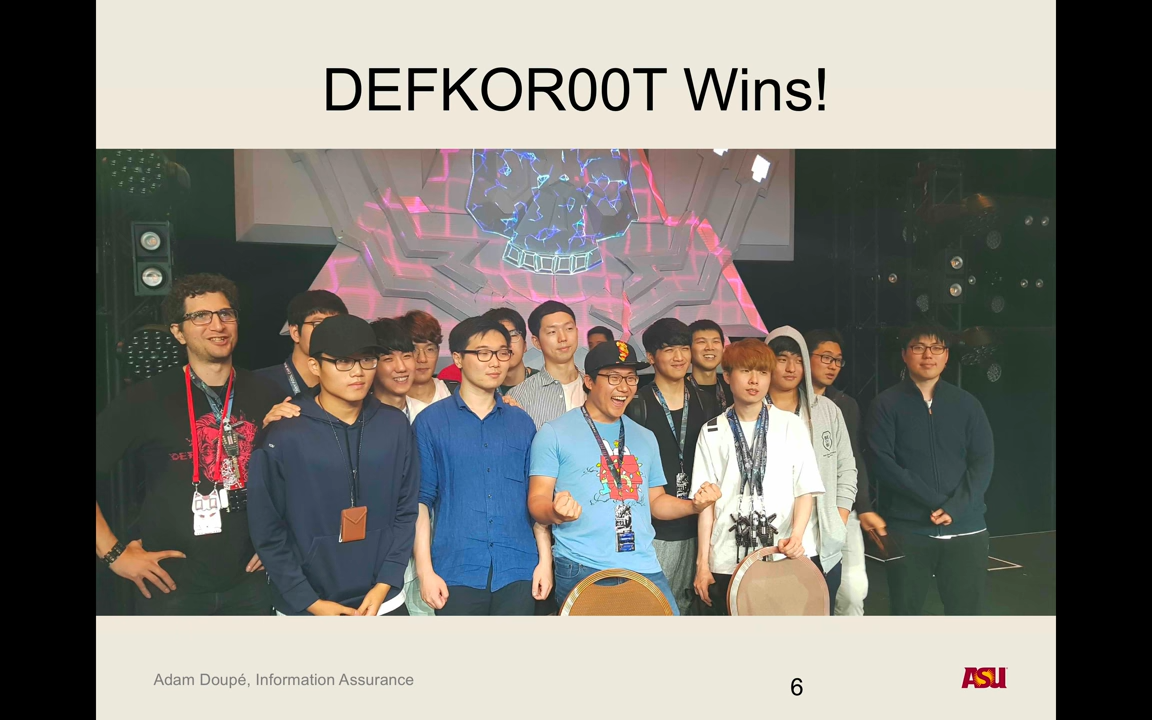 DEFKOR00T Wins!
Adam Doupé, Information Assurance
6
ASU